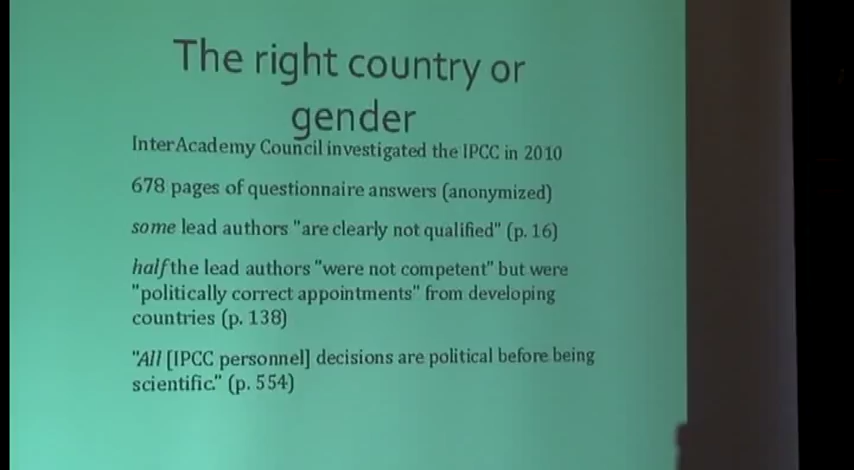 The right country or
gender
InterAcademy Council investigated the IPCC in 2010
678 pages of questionnaire answers (anonymized)
some lead authors "are clearly not qualified" (p. 16)
half the lead authors "were not competent" but were
"politically correct appointments" from developing
countries (p. 138)
"All [IPCC personnel] decisions are political before being
scientific." (p. 554)